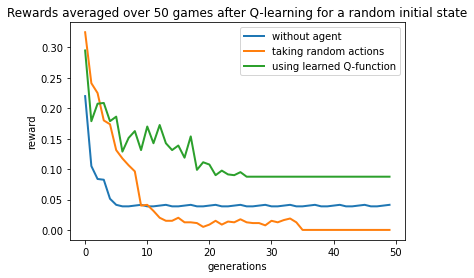 Rewards averaged over 50 games after Q-learning for a random initial state
without agent
taking random actions
using learned Q-function
reward
0.30
0.25
0.20
0.15
0.10
0.05
0.00
0 10 20 30 40 50
generations